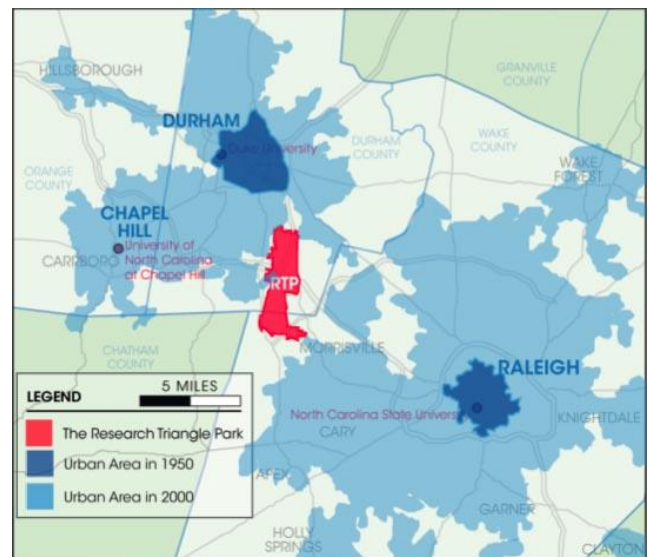 HILLSBOROUGH
GRANVILLE
COUNTY
DURHAM
Duke University
DURHAM
COUNTY
WAKE
COUNTY
WAKE
FOREST
ORANGE
COUNTY
CHAPEL
HILL
University of
North Carolina
at Chapel Hill
CARRBORO
RTP
CHATHAM
COUNTY
MORRISVILLE
RALEIGH
North Carolina State Univers
KNIGHTDALE
CARY
APEX
GARNER
HOLLY
SPRINGS
CLAYTON
LEGEND
5 MILES
The Research Triangle Park
Urban Area in 1950
Urban Area in 2000